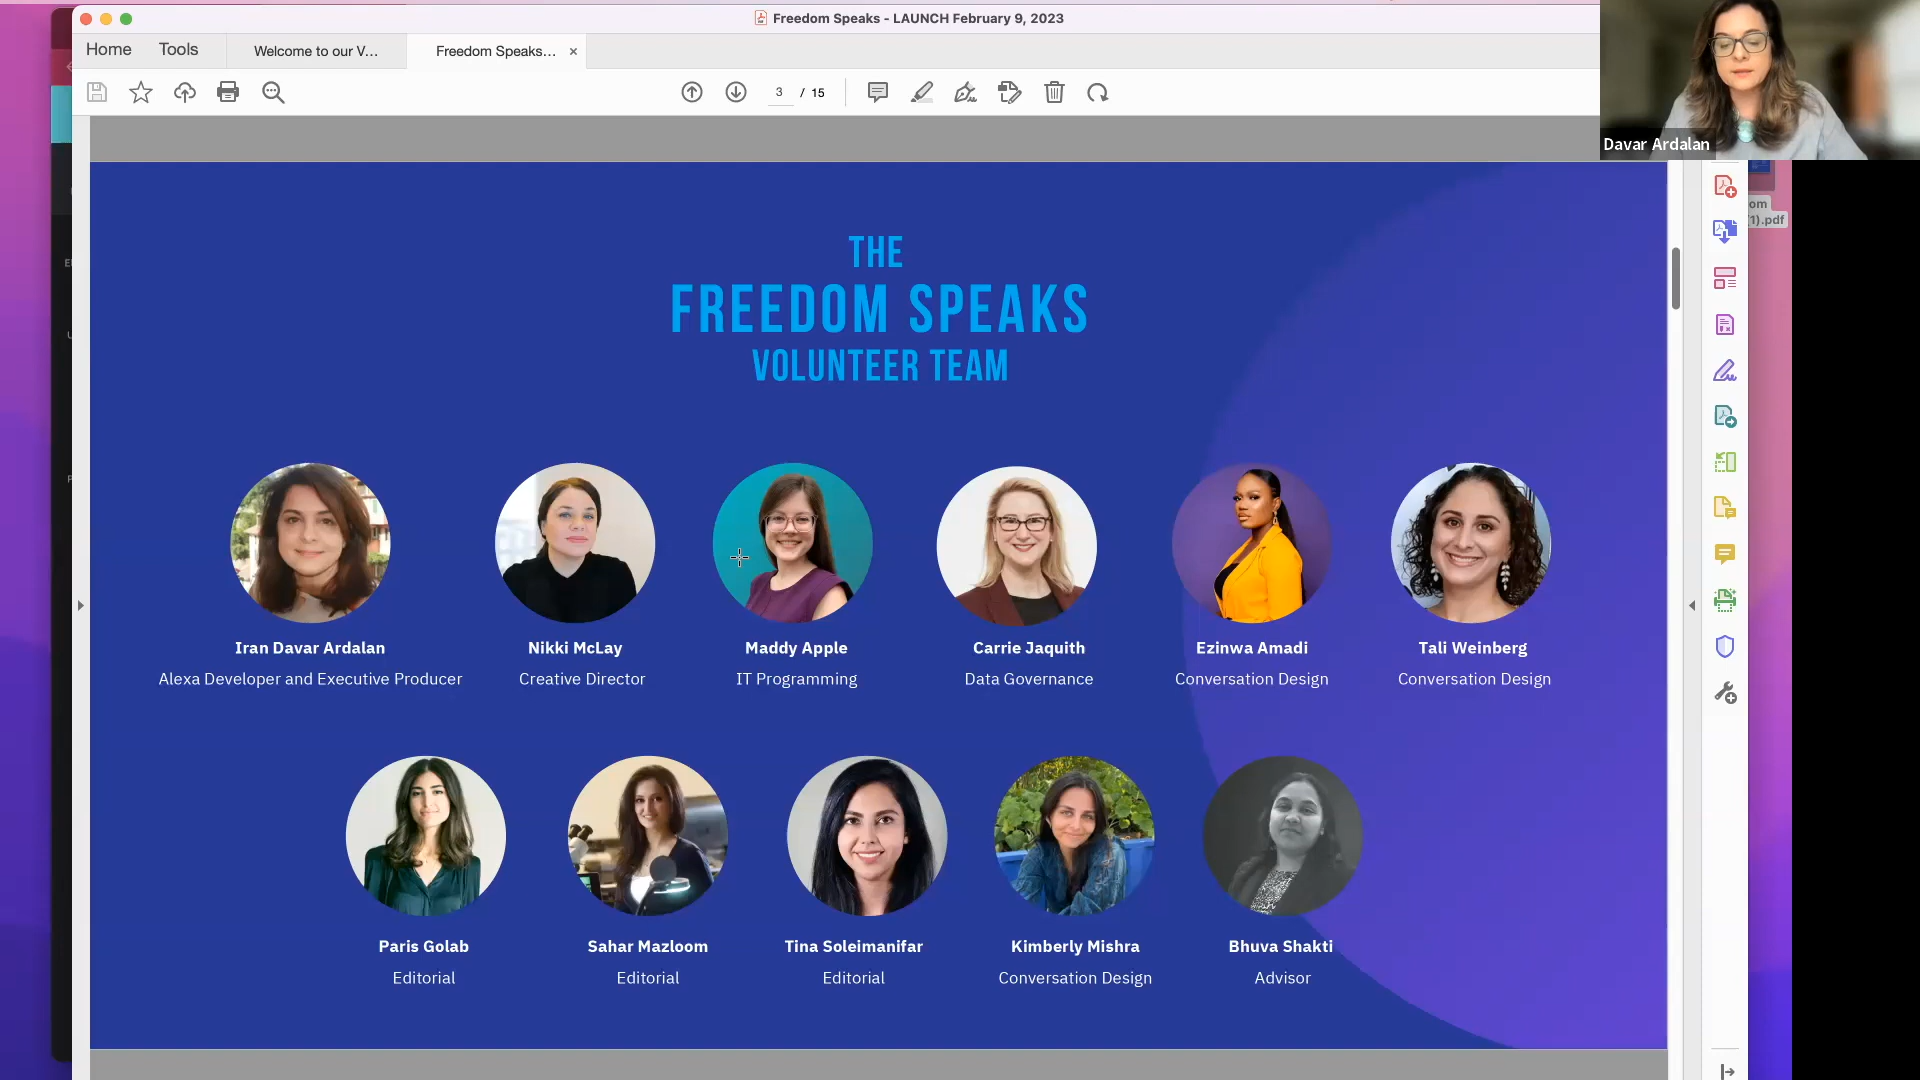 Freedom Speaks - LAUNCH February 9, 2023
Home Tools Welcome to our V... Freedom Speaks... ×
3 / 15
Davar Ardalan
om
1).pdf
THE
FREEDOM SPEAKS
VOLUNTEER TEAM
Iran Davar Ardalan
Alexa Developer and Executive Producer
Nikki McLay
Creative Director
Maddy Apple
IT Programming
Carrie Jaquith
Data Governance
Ezinwa Amadi
Conversation Design
Tali Weinberg
Conversation Design
Paris Golab
Editorial
Sahar Mazloom
Editorial
Tina Soleimanifar
Editorial
Kimberly Mishra
Conversation Design
Bhuva Shakti
Advisor